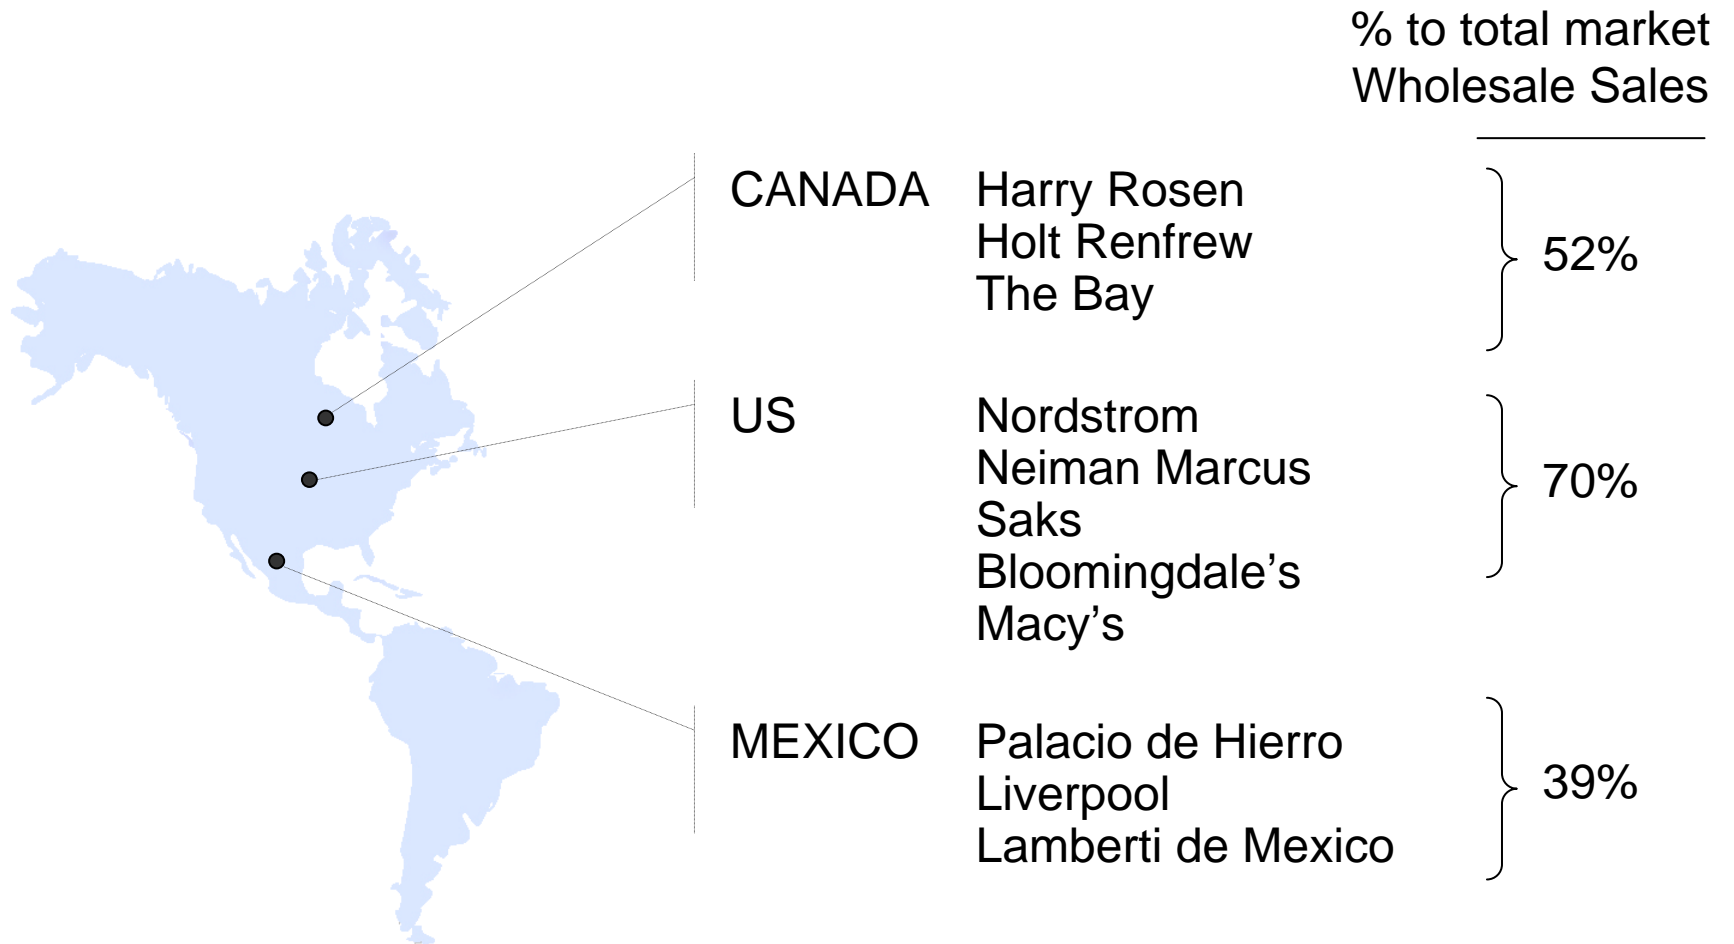 % to total market
Wholesale Sales
CANADA
Harry Rosen
Holt Renfrew
The Bay
52%
US
Nordstrom
Neiman Marcus
Saks
Bloomingdale’s
Macy’s
70%
MEXICO
Palacio de Hierro
Liverpool
Lamberti de Mexico
39%